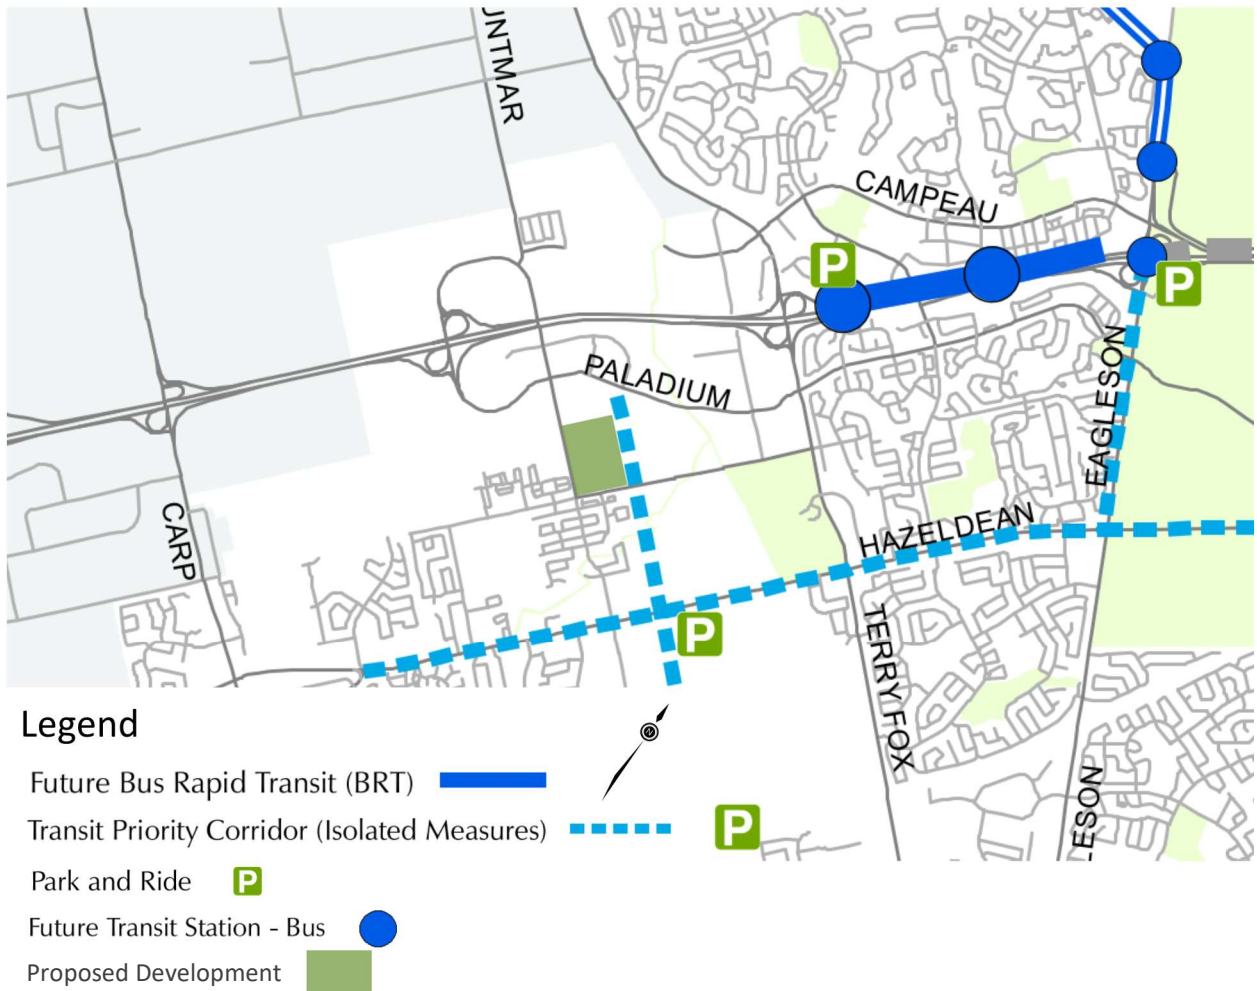 UNTMAR
CAMPEAU
P
P
PALADIUM
EAGLESON
CARP
HAZELDEAN
P
TERRY FOX
LESON
P
Legend
N
Future Bus Rapid Transit (BRT)
Transit Priority Corridor (Isolated Measures)
Park and Ride P
Future Transit Station - Bus
Proposed Development